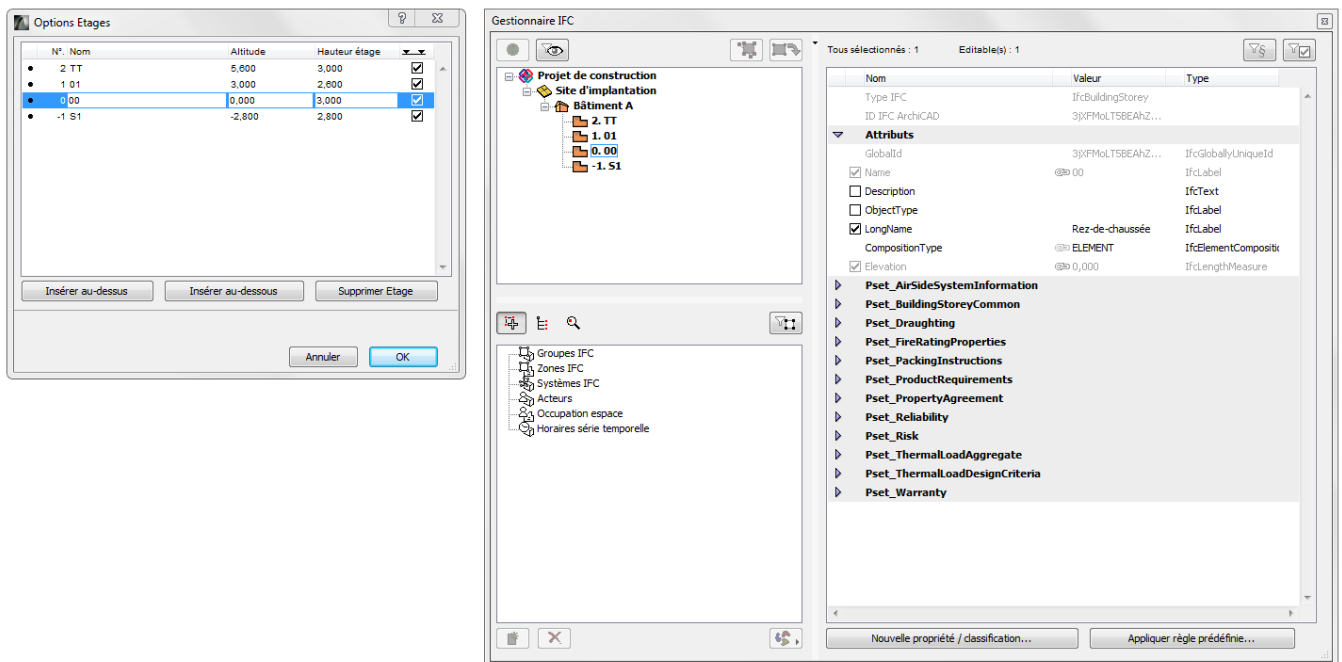 Options Etages
N°. Nom Altitude Hauteur étage
2 TT 5,600 3,000
1 01 3,000 2,600
0 00 0,000 3,000
-1 S1 -2,800 2,800
Insérer au-dessus Insérer au-dessous Supprimer Etage
Annuler OK
Gestionnaire IFC
Projet de construction
Site d'implantation
Bâtiment A
2. TT
1. 01
0. 00
-1. S1
Groupes IFC
Zones IFC
Systèmes IFC
Acteurs
Occupation espace
Horaires série temporelle
Tous sélectionnés : 1 Editable(s) : 1
Nom Valeur Type
Type IFC IfcBuildingStorey
ID IFC ArchiCAD 3jXFMoLT5BEAhZ...
Attributs
GlobalId 3jXFMoLT5BEAhZ... IfcGloballyUniqueId
Name 00 IfcLabel
Description IfcText
ObjectType IfcLabel
LongName Rez-de-chaussée IfcLabel
CompositionType ELEMENT IfcElementCompositic
Elevation 0,000 IfcLengthMeasure
Pset_AirSideSystemInformation
Pset_BuildingStoreyCommon
Pset_Draughting
Pset_FireRatingProperties
Pset_PackingInstructions
Pset_ProductRequirements
Pset_PropertyAgreement
Pset_Reliability
Pset_Risk
Pset_ThermalLoadAggregate
Pset_ThermalLoadDesignCriteria
Pset_Warranty
Nouvelle propriété / classification... Appliquer règle prédéfinie...